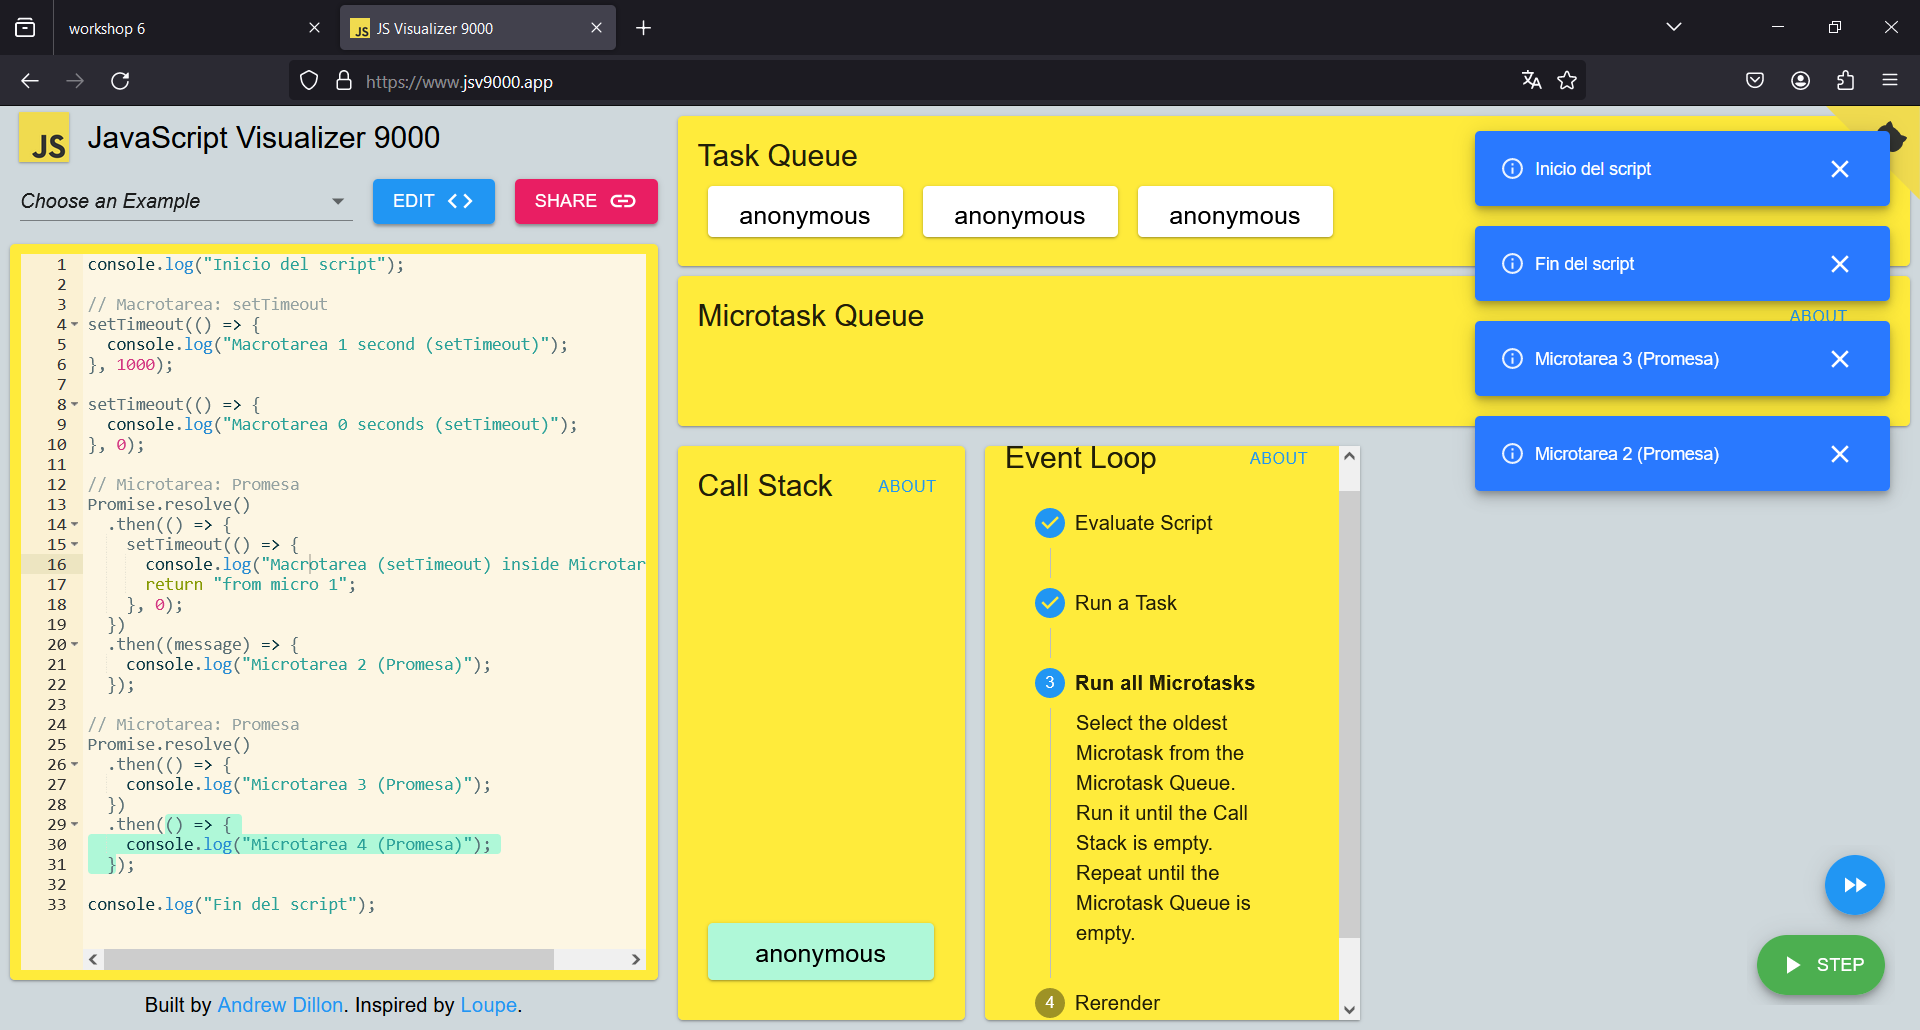 workshop 6
JS Visualizer 9000
https://www.jsv9000.app
JS
JavaScript Visualizer 9000
Choose an Example
EDIT
SHARE
1 console.log("Inicio del script");
2
3 // Macrotarea: setTimeout
4 setTimeout(() => {
5 console.log("Macrotarea 1 second (setTimeout)");
6 }, 1000);
7
8 setTimeout(() => {
9 console.log("Macrotarea 0 seconds (setTimeout)");
10 }, 0);
11
12 // Microtarea: Promesa
13 Promise.resolve()
14 .then(() => {
15 setTimeout(() => {
16 console.log("Macrotarea (setTimeout) inside Microtar
17 return "from micro 1";
18 }, 0);
19 })
20 .then((message) => {
21 console.log("Microtarea 2 (Promesa)");
22 });
23
24 // Microtarea: Promesa
25 Promise.resolve()
26 .then(() => {
27 console.log("Microtarea 3 (Promesa)");
28 })
29 .then(() => {
30 console.log("Microtarea 4 (Promesa)");
31 });
32
33 console.log("Fin del script");
Built by Andrew Dillon. Inspired by Loupe.
Task Queue
anonymous
anonymous
anonymous
Microtask Queue
ABOUT
Call Stack
ABOUT
anonymous
Event Loop
ABOUT
Evaluate Script
Run a Task
3 Run all Microtasks
Select the oldest
Microtask from the
Microtask Queue.
Run it until the Call
Stack is empty.
Repeat until the
Microtask Queue is
empty.
4 Rerender
Inicio del script
Fin del script
Microtarea 3 (Promesa)
Microtarea 2 (Promesa)
STEP